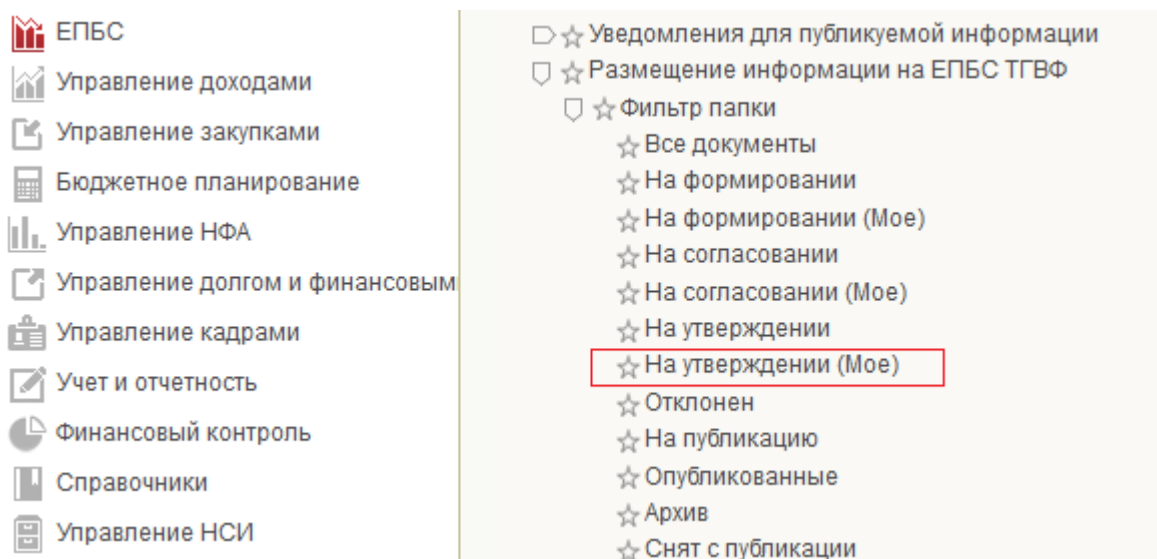 ЕПБС
Управление доходами
Управление закупками
Бюджетное планирование
Управление НФА
Управление долгом и финансовым
Управление кадрами
Учет и отчетность
Финансовый контроль
Справочники
Управление НСИ
Уведомления для публикуемой информации
Размещение информации на ЕПБС ТГВФ
Фильтр папки
Все документы
На формировании
На формировании (Мое)
На согласовании
На согласовании (Мое)
На утверждении
На утверждении (Мое)
Отклонен
На публикацию
Опубликованные
Архив
Снят с публикации